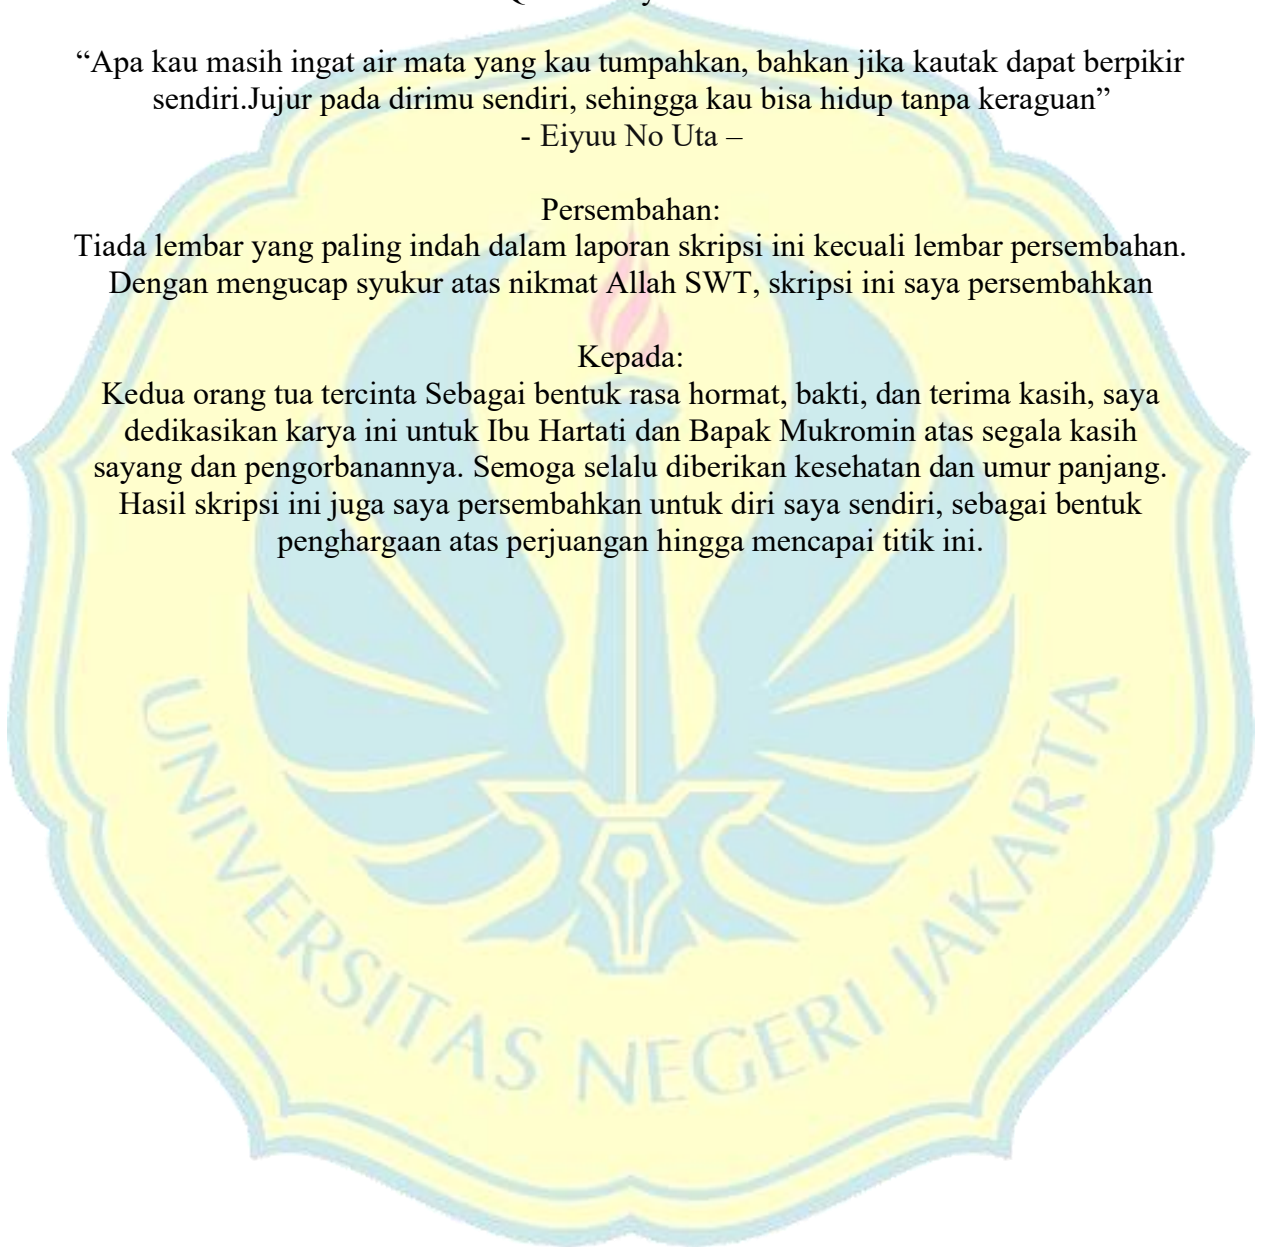 “Apa kau masih ingat air mata yang kau tumpahkan, bahkan jika kautak dapat berpikir
sendiri.Jujur pada dirimu sendiri, sehingga kau bisa hidup tanpa keraguan”
- Eiyuu No Uta –
Persembahan:
Tiada lembar yang paling indah dalam laporan skripsi ini kecuali lembar persembahan.
Dengan mengucap syukur atas nikmat Allah SWT, skripsi ini saya persembahkan
Kepada:
Kedua orang tua tercinta Sebagai bentuk rasa hormat, bakti, dan terima kasih, saya
dedikasikan karya ini untuk Ibu Hartati dan Bapak Mukromin atas segala kasih
sayang dan pengorbanannya. Semoga selalu diberikan kesehatan dan umur panjang.
Hasil skripsi ini juga saya persembahkan untuk diri saya sendiri, sebagai bentuk
penghargaan atas perjuangan hingga mencapai titik ini.
UNIVERSITAS NEGERI JAKARTA